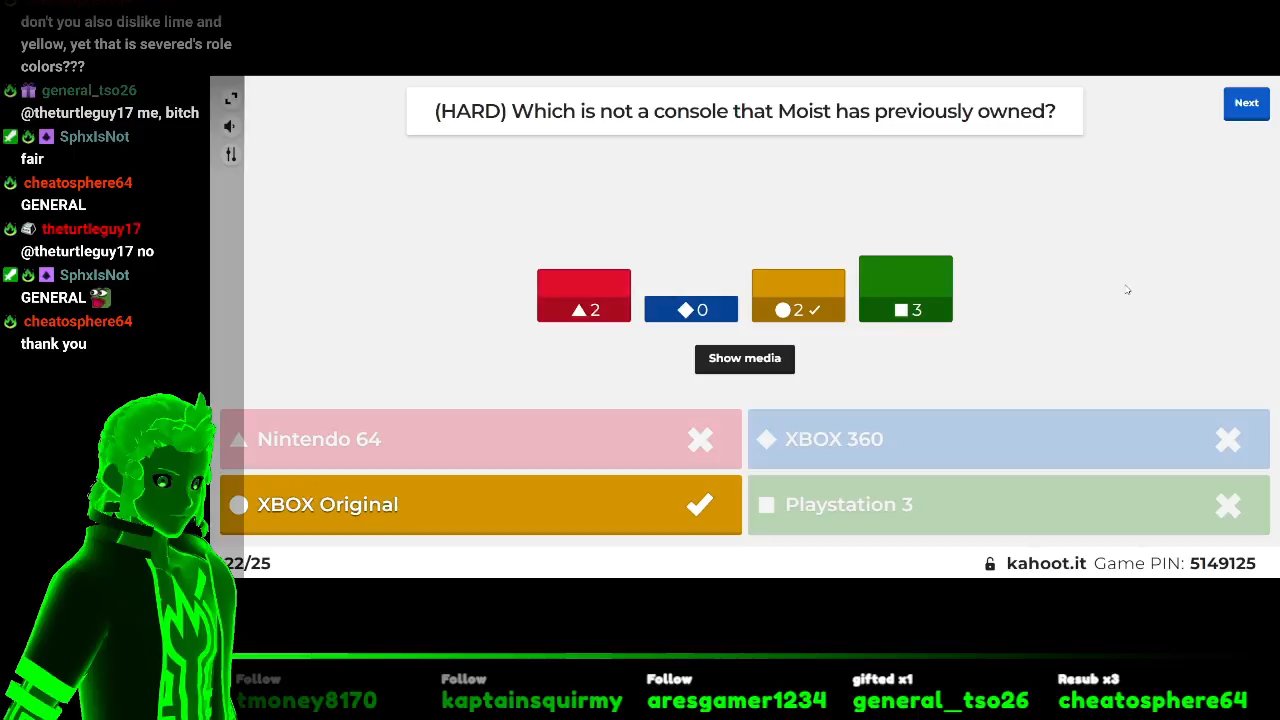 don't you also dislike lime and
yellow, yet that is severed's role
colors???
general_tso26
@theturtleguy17 me, bitch
SphxIsNot
fair
cheatosphere64
GENERAL
theturtleguy17
@theturtleguy17 no
SphxIsNot
GENERAL
cheatosphere64
thank you
(HARD) Which is not a console that Moist has previously owned?
Next
2
0
2
3
Show media
Nintendo 64
XBOX 360
XBOX Original
Playstation 3
22/25
kahoot.it Game PIN: 5149125
Follow
tmoney8170
Follow
kaptainsquirmy
Follow
aresgamer1234
gifted x1
general_tso26
Resub x3
cheatosphere64